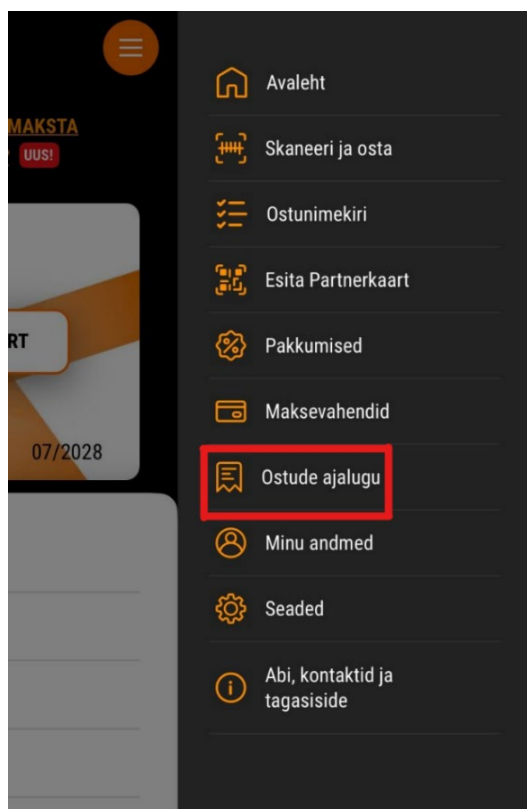 MAKSTA
UUS!
RT
07/2028
Avaleht
Skaneeri ja osta
Ostunimekiri
Esita Partnerkaart
Pakkumised
Maksevahendid
Ostude ajalugu
Minu andmed
Seaded
Abi, kontaktid ja
tagasiside